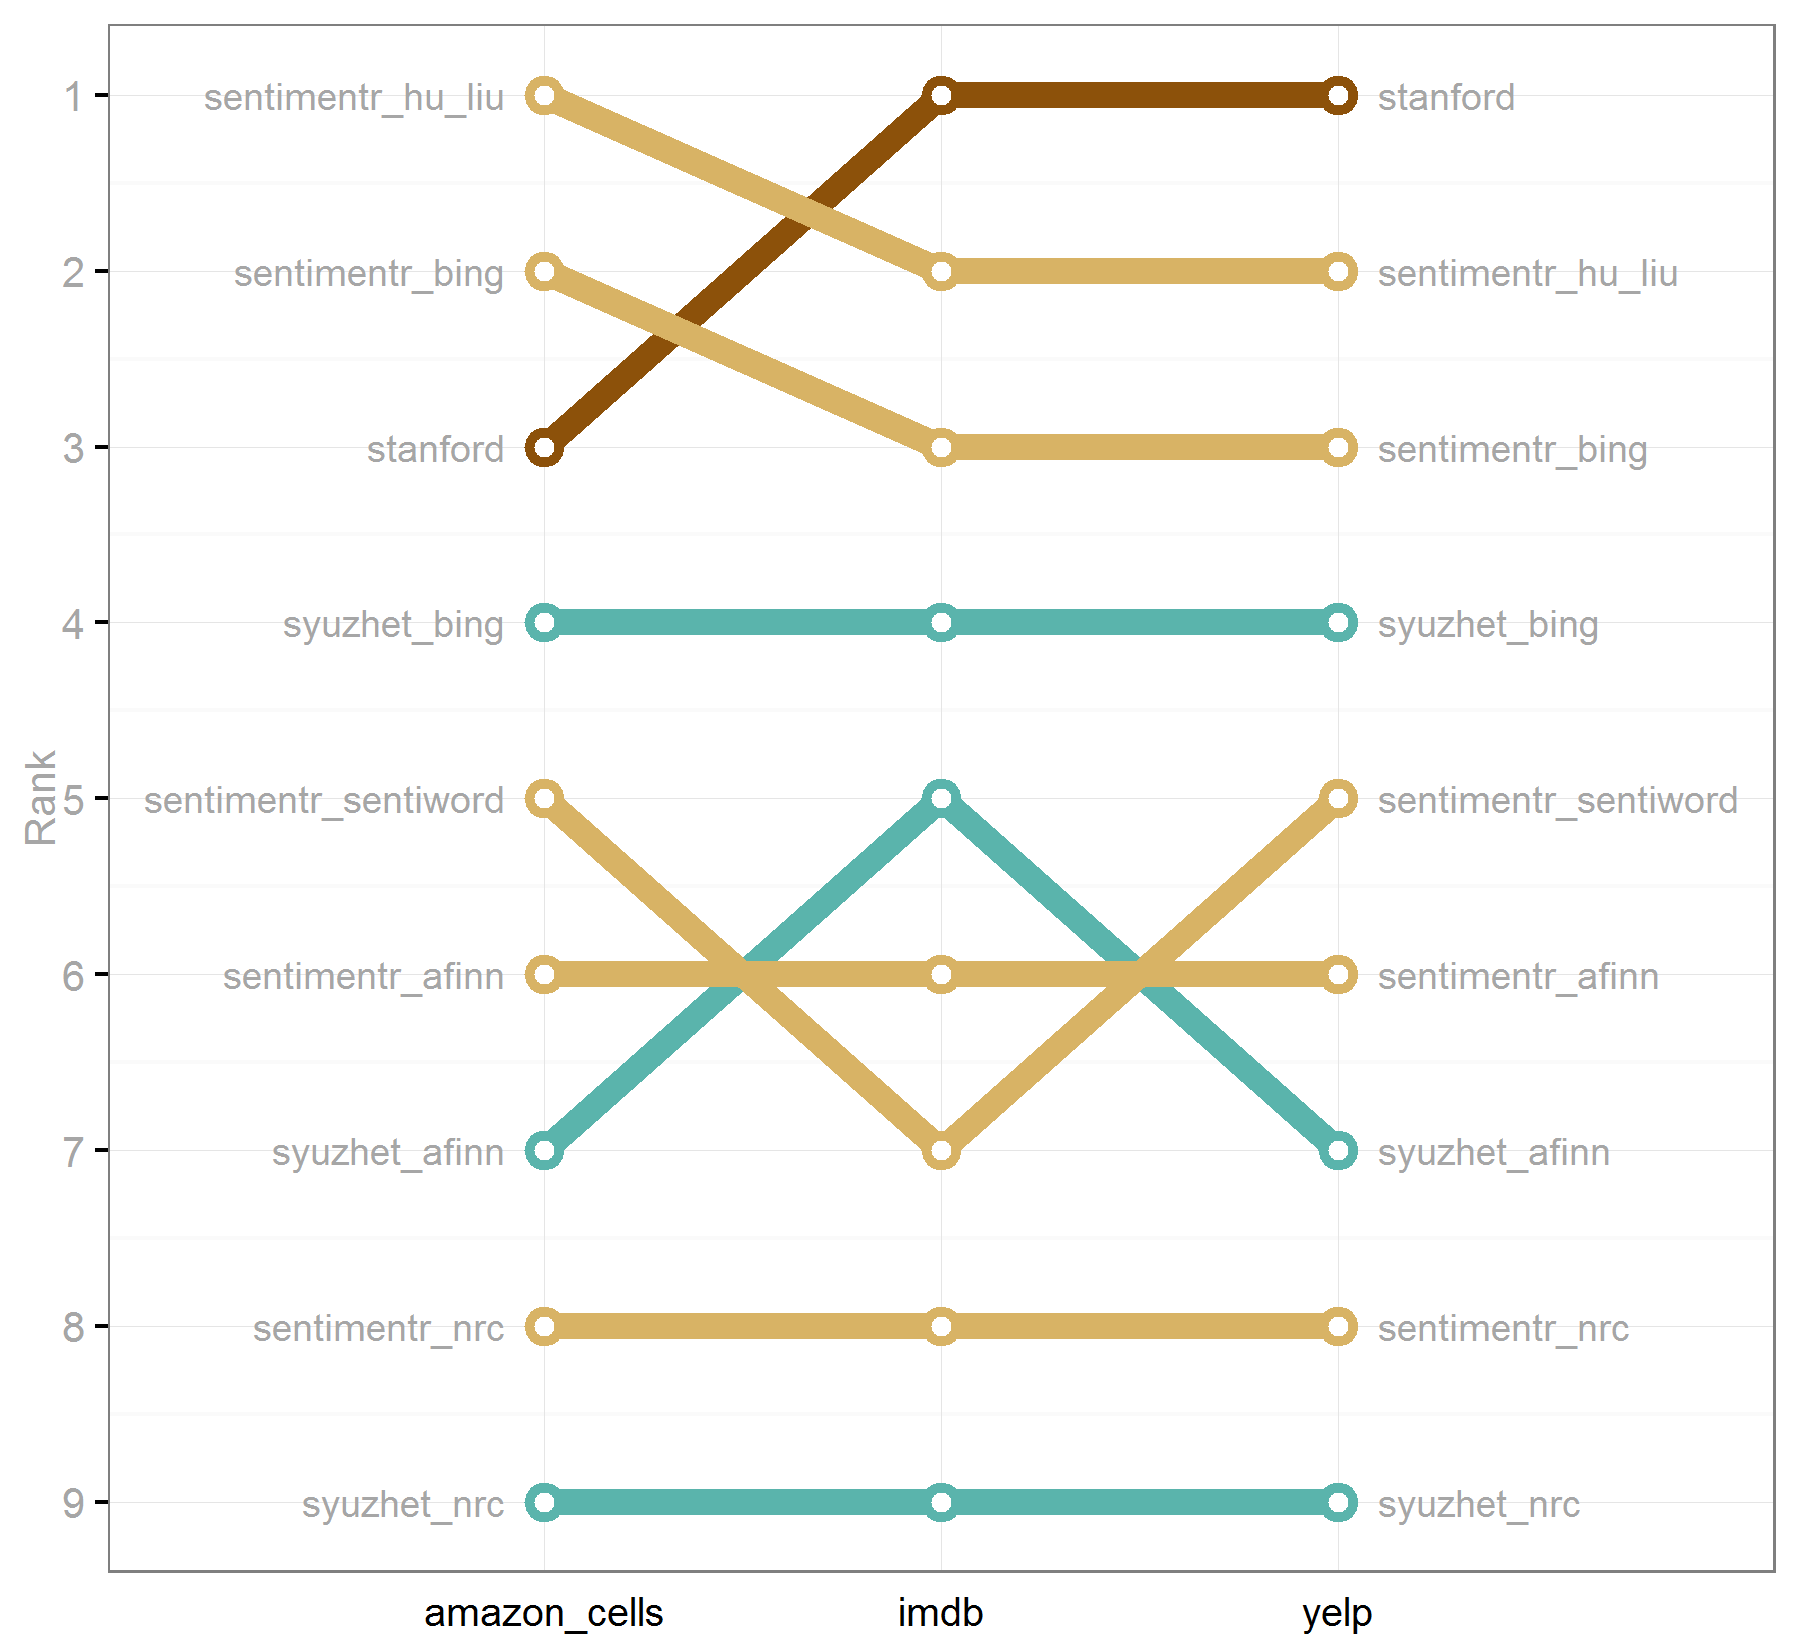 1 sentimentr_hu_liu stanford
2 sentimentr_bing sentimentr_hu_liu
3 stanford sentimentr_bing
4 syuzhet_bing syuzhet_bing
Rank
5 sentimentr_sentiword sentimentr_sentiword
6 sentimentr_afinn sentimentr_afinn
7 syuzhet_afinn syuzhet_afinn
8 sentimentr_nrc sentimentr_nrc
9 syuzhet_nrc syuzhet_nrc
amazon_cells imdb yelp